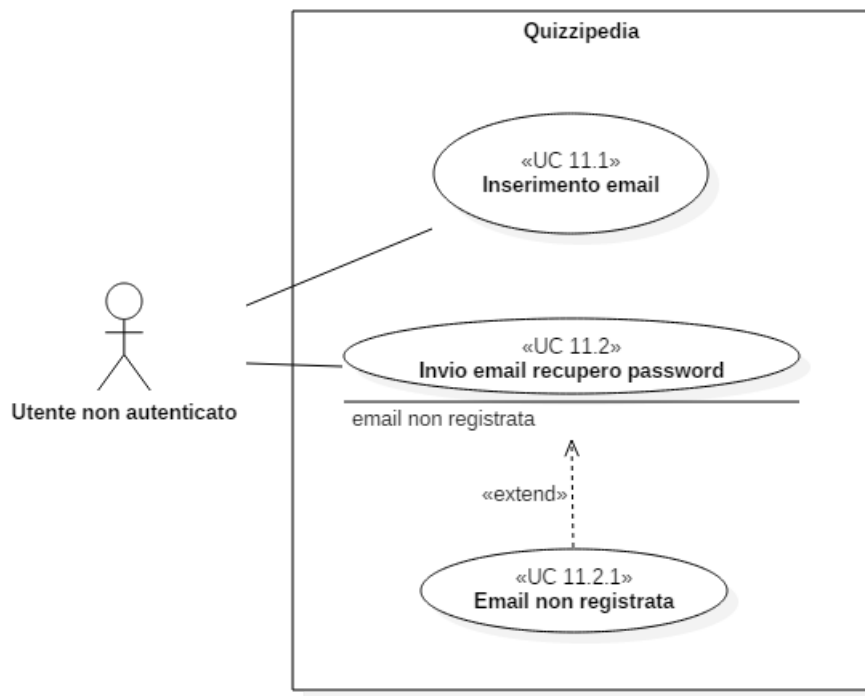 Quizzipedia
«UC 11.1»
Inserimento email
«UC 11.2»
Invio email recupero password
Utente non autenticato
email non registrata
«extend»
«UC 11.2.1»
Email non registrata